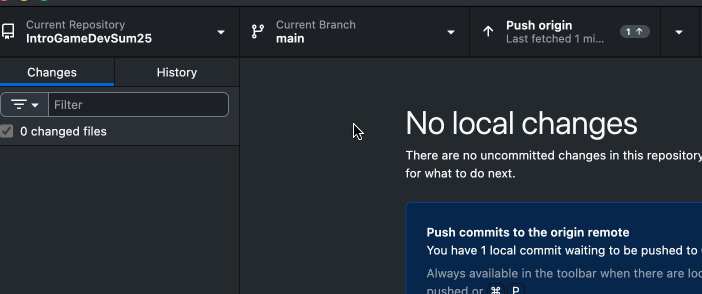 Current Repository
IntroGameDevSum25
Current Branch
main
Push origin
Last fetched 1 mi...
1
Changes
History
Filter
0 changed files
No local changes
There are no uncommitted changes in this repository
for what to do next.
Push commits to the origin remote
You have 1 local commit waiting to be pushed to
Always available in the toolbar when there are
pushed or ⌘ P